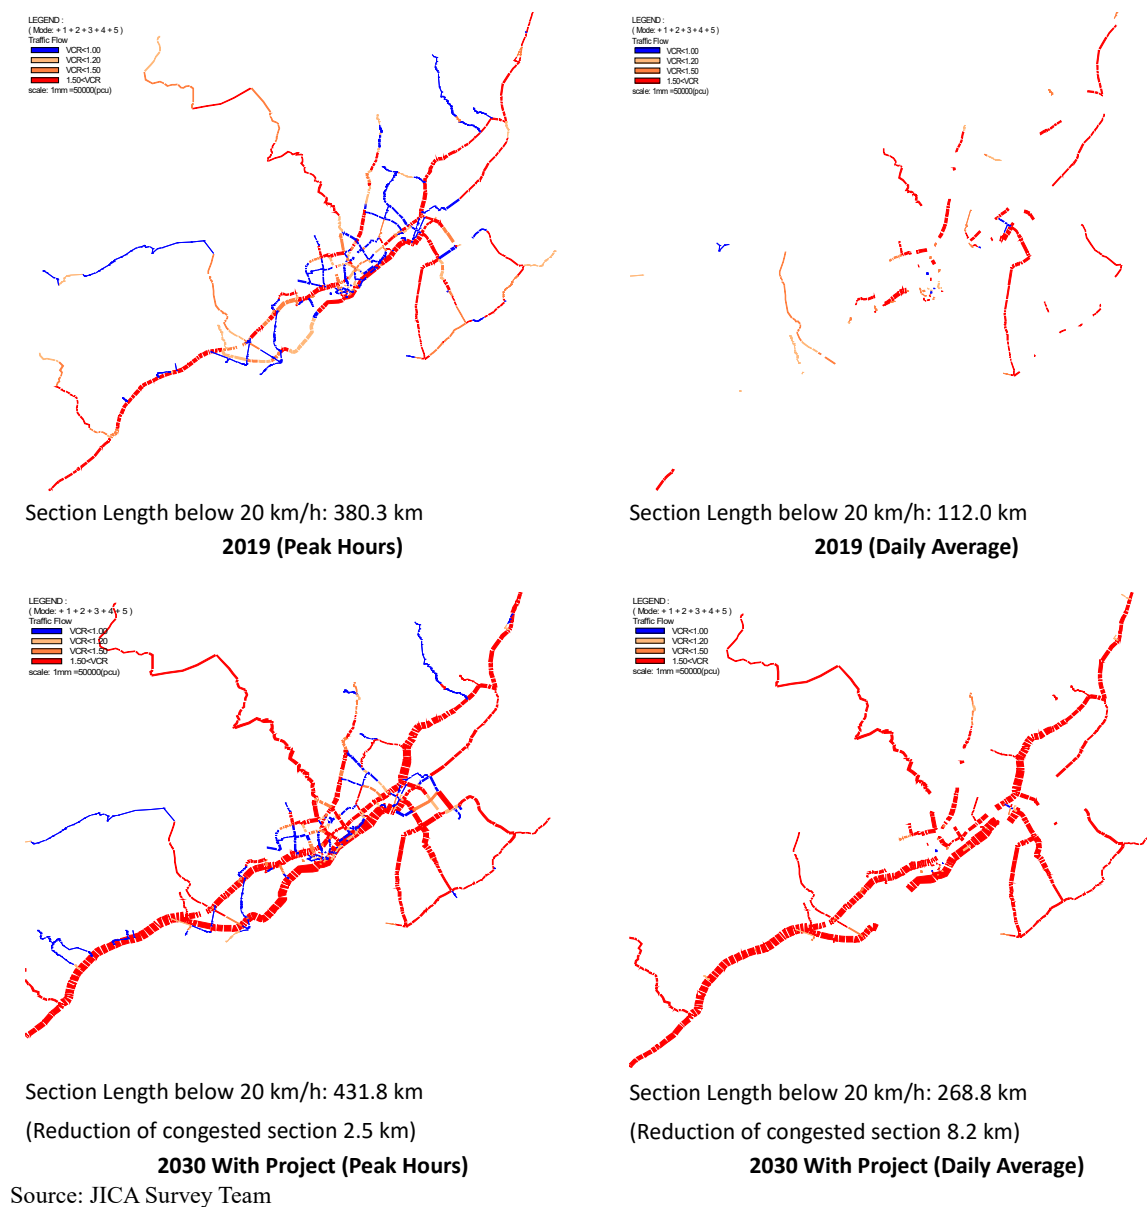 LEGEND :
( Mode: + 1 + 2 + 3 + 4 + 5 )
Traffic Flow
VCR<1.00
VCR<1.20
VCR<1.50
1.50<VCR
scale: 1mm =50000(pcu)
Section Length below 20 km/h: 380.3 km
2019 (Peak Hours)
LEGEND :
( Mode: + 1 + 2 + 3 + 4 + 5 )
Traffic Flow
VCR<1.00
VCR<1.20
VCR<1.50
1.50<VCR
scale: 1mm =50000(pcu)
Section Length below 20 km/h: 112.0 km
2019 (Daily Average)
LEGEND :
( Mode: + 1 + 2 + 3 + 4 + 5 )
Traffic Flow
VCR<1.00
VCR<1.20
VCR<1.50
1.50<VCR
scale: 1mm =50000(pcu)
Section Length below 20 km/h: 431.8 km
(Reduction of congested section 2.5 km)
2030 With Project (Peak Hours)
LEGEND :
( Mode: + 1 + 2 + 3 + 4 + 5 )
Traffic Flow
VCR<1.00
VCR<1.20
VCR<1.50
1.50<VCR
scale: 1mm =50000(pcu)
Section Length below 20 km/h: 268.8 km
(Reduction of congested section 8.2 km)
2030 With Project (Daily Average)
Source: JICA Survey Team